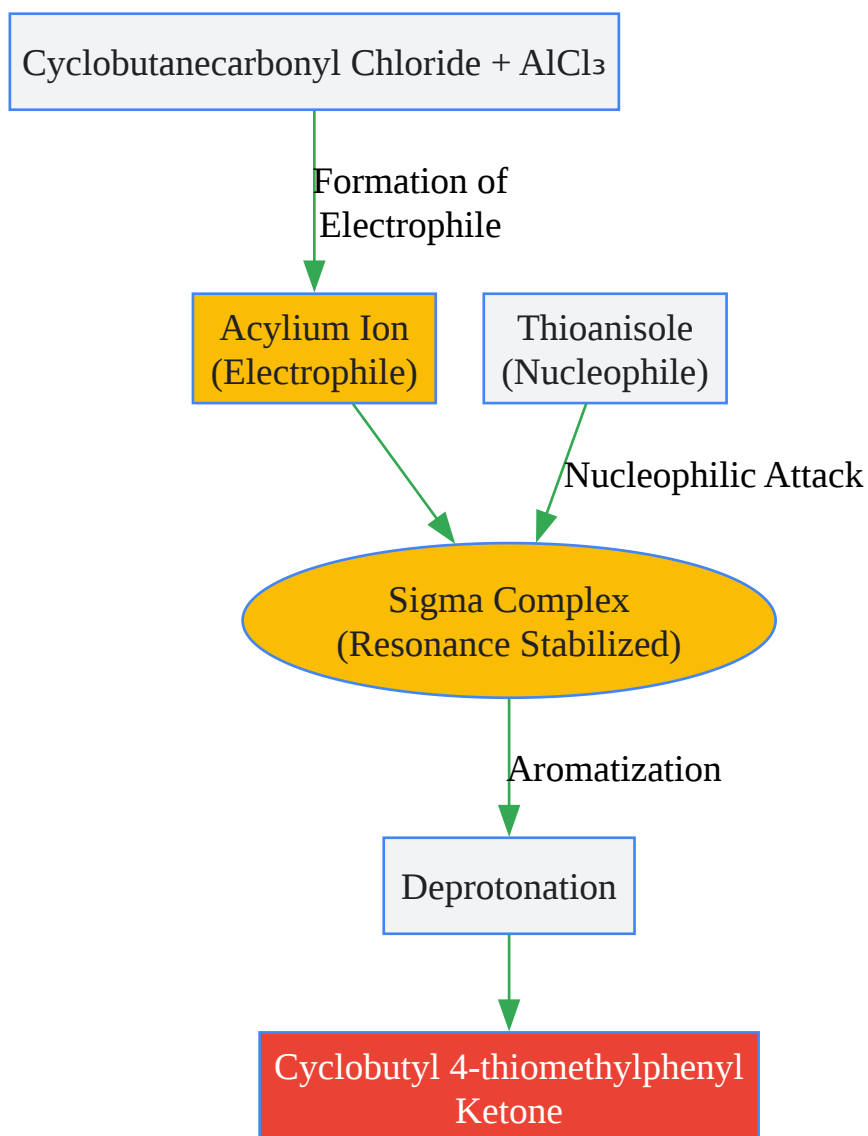 Cyclobutanecarbonyl Chloride + AlCl₃
Formation of
Electrophile
Acylium Ion
(Electrophile)
Thioanisole
(Nucleophile)
Nucleophilic Attack
Sigma Complex
(Resonance Stabilized)
Aromatization
Deprotonation
Cyclobutyl 4-thiomethylphenyl
Ketone